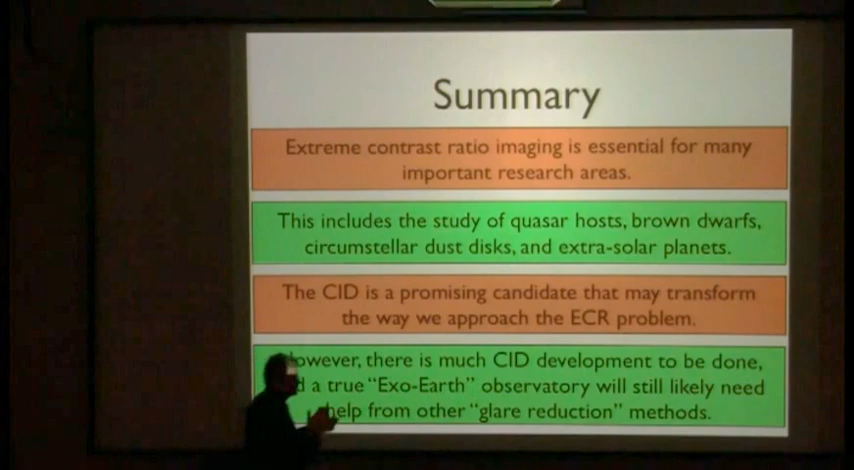 Summary
Extreme contrast ratio imaging is essential for many
important research areas.
This includes the study of quasar hosts, brown dwarfs,
circumstellar dust disks, and extra-solar planets.
The CID is a promising candidate that may transform
the way we approach the ECR problem.
owever, there is much CID development to be done,
d a true "Exo-Earth" observatory will still likely need
help from other "glare reduction" methods.